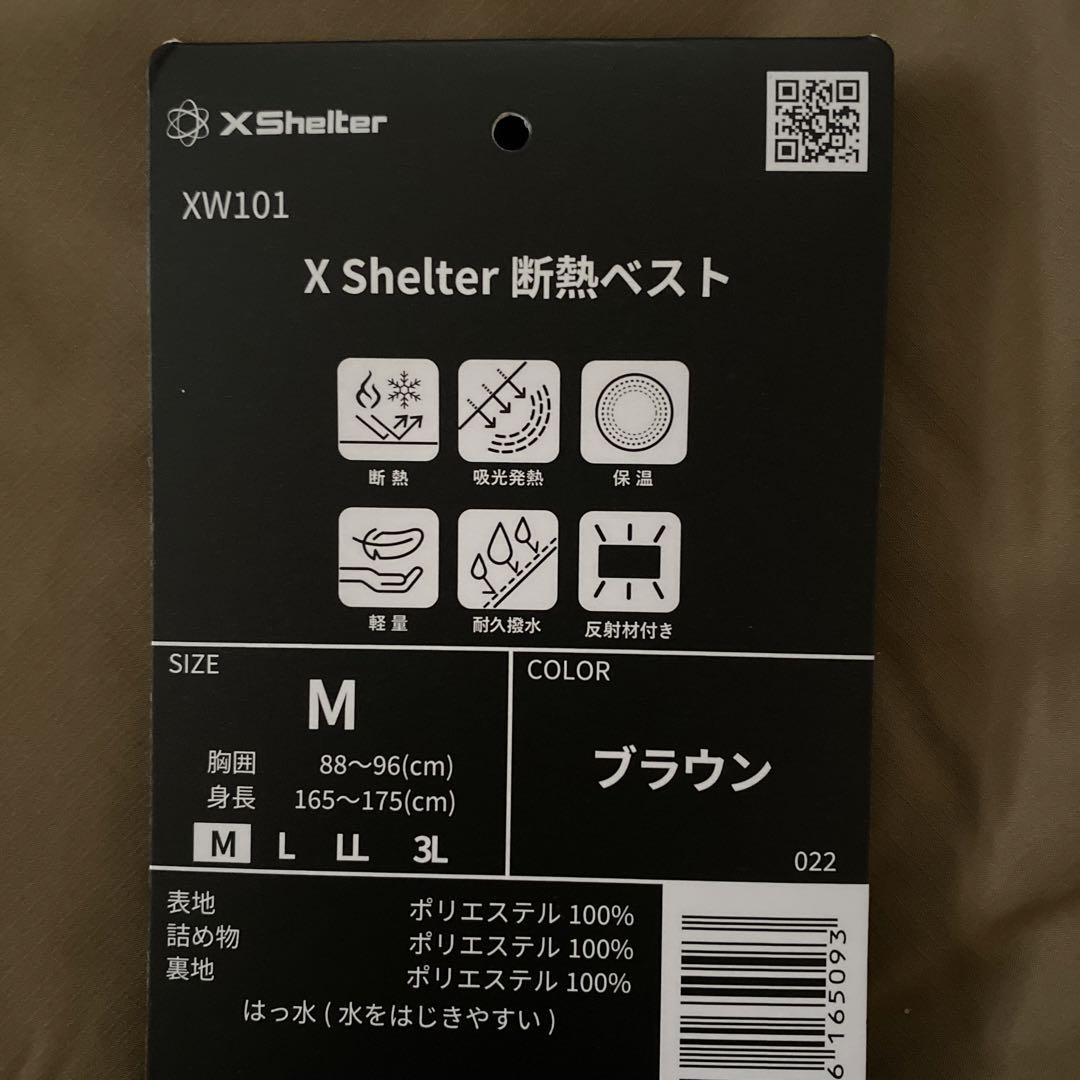 XShelter
XW101
X Shelter 断熱ベスト
断熱 吸光発熱 保温
軽量 耐久撥水 反射材付き
SIZE
M
胸囲 88〜96(cm)
身長 165〜175(cm)
M L LL 3L
COLOR
ブラウン
022
表地 ポリエステル 100%
詰め物 ポリエステル 100%
裏地 ポリエステル 100%
はっ水 ( 水をはじきやすい )
6165093